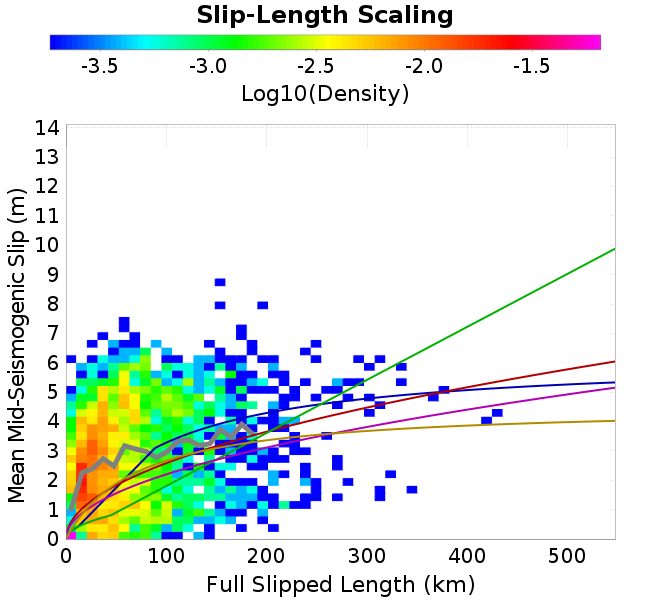 Slip-Length Scaling
-3.5 -3.0 -2.5 -2.0 -1.5
Log10(Density)
Mean Mid-Seismogenic Slip (m)
14
13
12
11
10
9
8
7
6
5
4
3
2
1
0
0 100 200 300 400 500
Full Slipped Length (km)